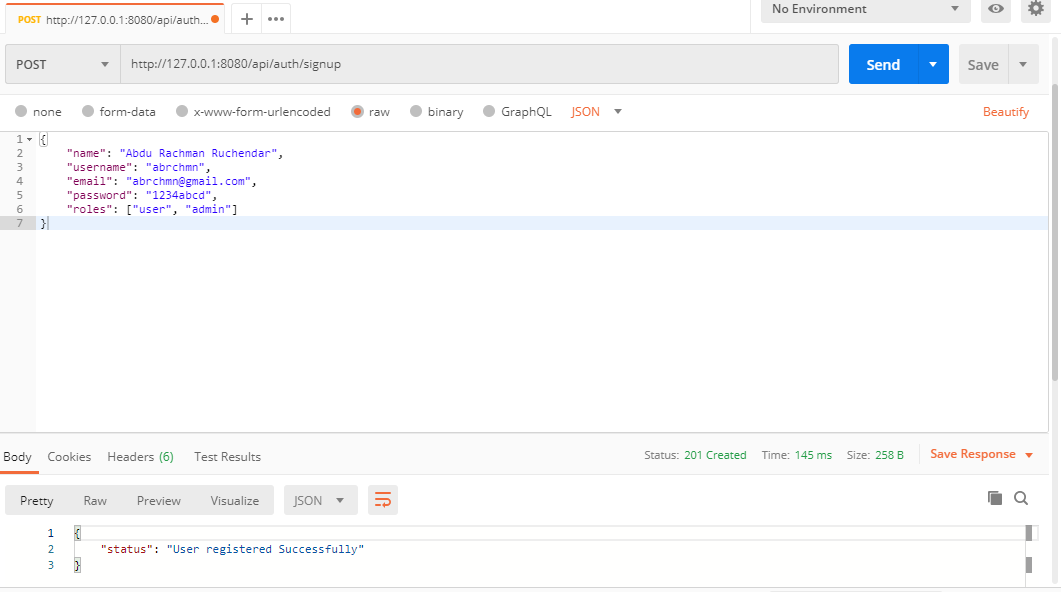 POST http://127.0.0.1:8080/api/auth... + •••
No Environment
POST http://127.0.0.1:8080/api/auth/signup Send Save
none form-data x-www-form-urlencoded raw binary GraphQL JSON Beautify
1 {
2 "name": "Abdu Rachman Ruchendar",
3 "username": "abrchmn",
4 "email": "abrchmn@gmail.com",
5 "password": "1234abcd",
6 "roles": ["user", "admin"]
7 }
Body Cookies Headers (6) Test Results Status: 201 Created Time: 145 ms Size: 258 B Save Response
Pretty Raw Preview Visualize JSON
1 {
2 "status": "User registered Successfully"
3 }